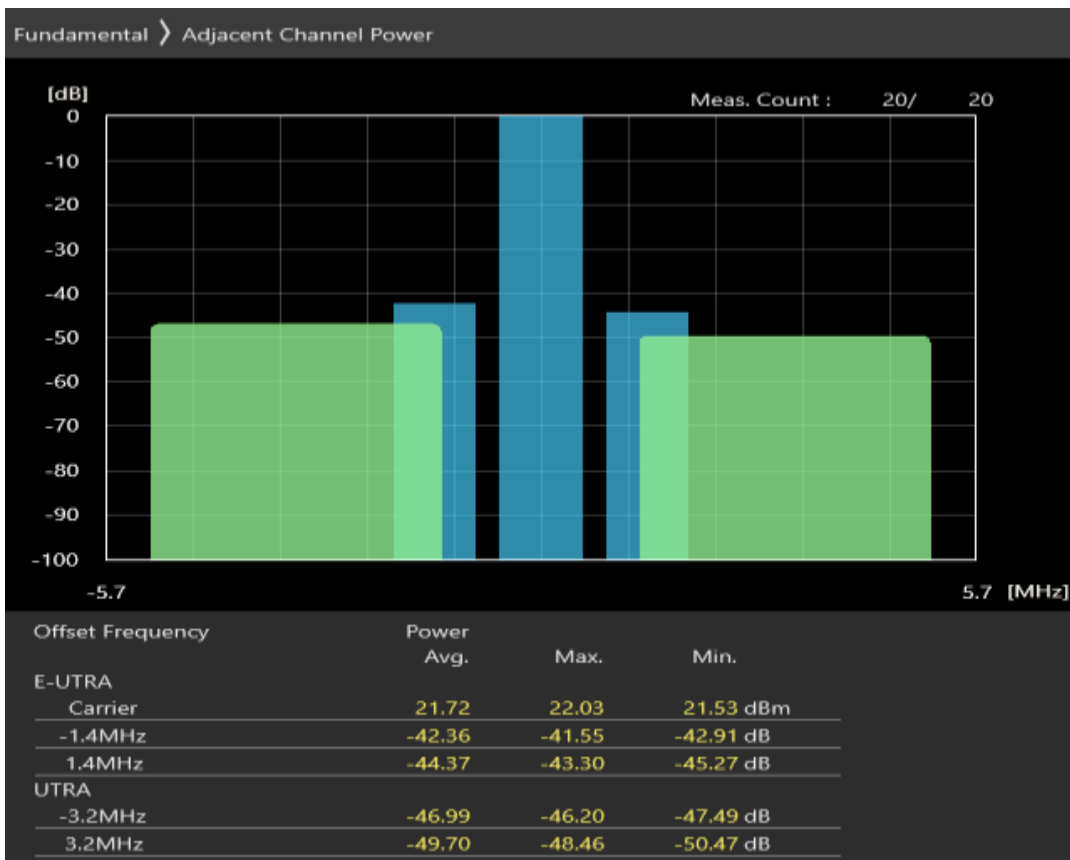 Fundamental ❭ Adjacent Channel Power
[dB]
Meas. Count : 20/ 20
0
-10
-20
-30
-40
-50
-60
-70
-80
-90
-100
-5.7 5.7 [MHz]
Offset Frequency Power
Avg. Max. Min.
E-UTRA
Carrier 21.72 22.03 21.53 dBm
-1.4MHz -42.36 -41.55 -42.91 dB
1.4MHz -44.37 -43.30 -45.27 dB
UTRA
-3.2MHz -46.99 -46.20 -47.49 dB
3.2MHz -49.70 -48.46 -50.47 dB